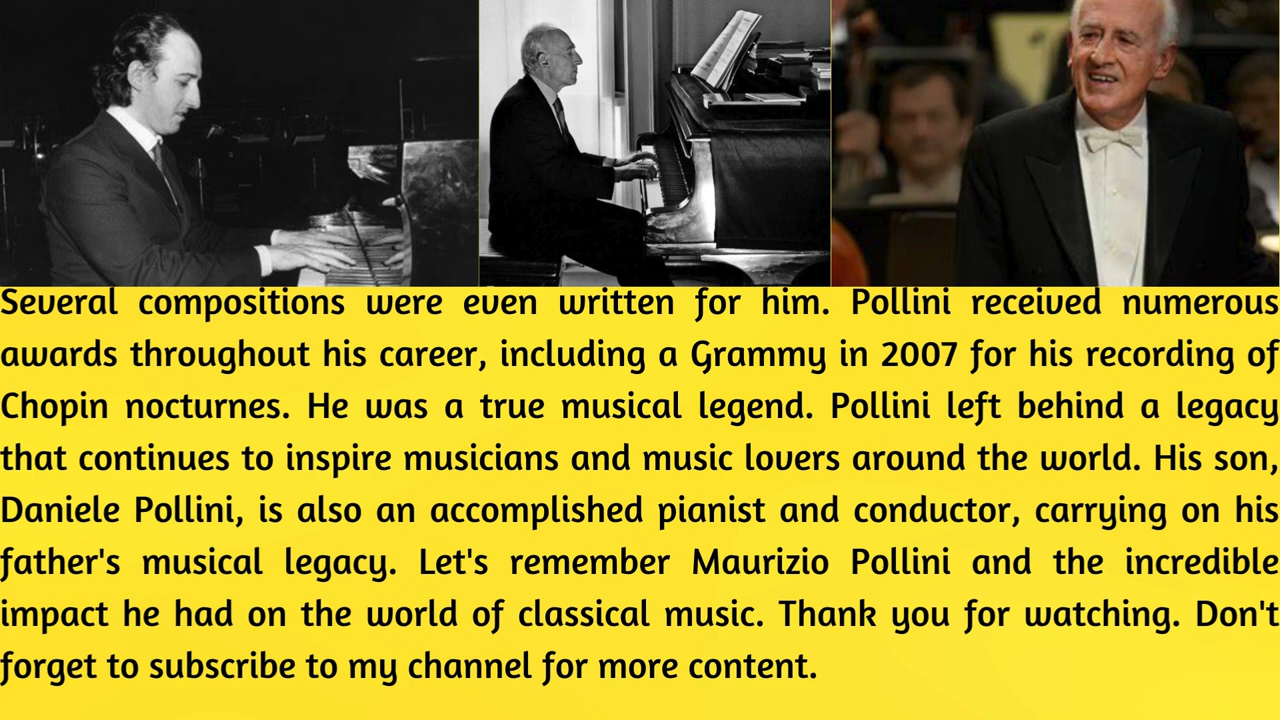 Several compositions were even written for him. Pollini received numerous
awards throughout his career, including a Grammy in 2007 for his recording of
Chopin nocturnes. He was a true musical legend. Pollini left behind a legacy
that continues to inspire musicians and music lovers around the world. His son,
Daniele Pollini, is also an accomplished pianist and conductor, carrying on his
father's musical legacy. Let's remember Maurizio Pollini and the incredible
impact he had on the world of classical music. Thank you for watching. Don't
forget to subscribe to my channel for more content.